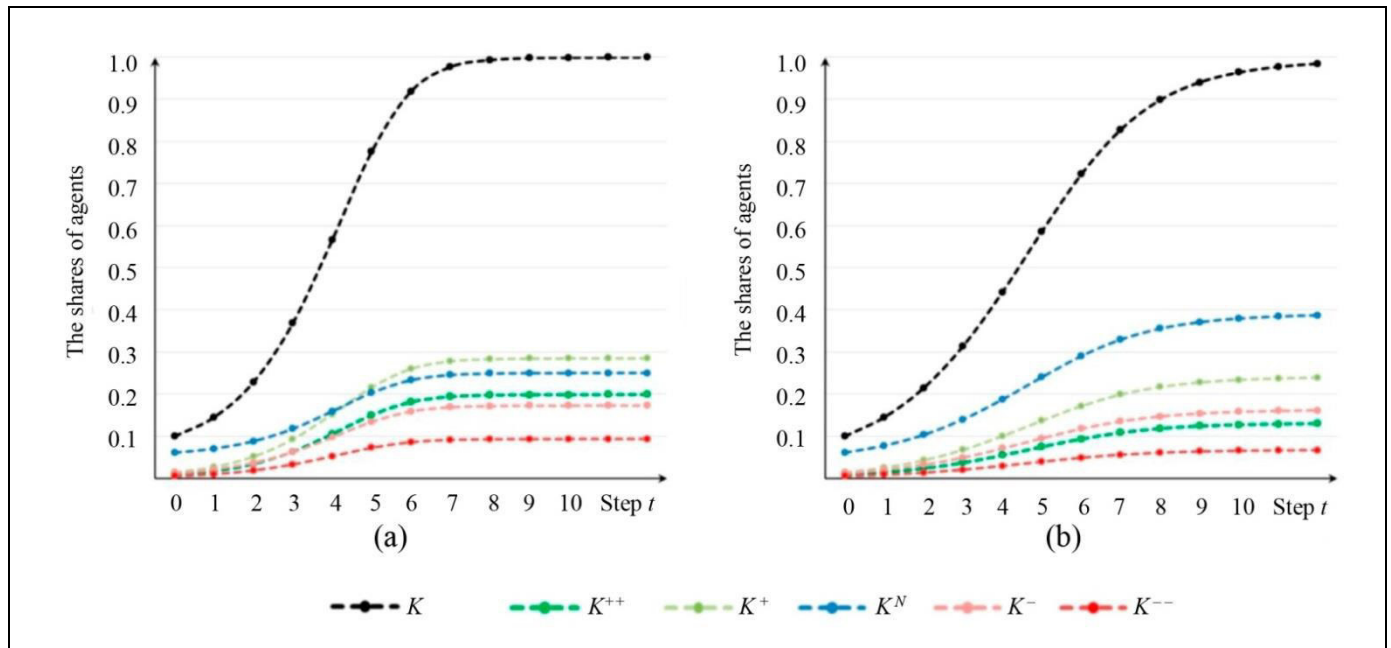 The shares of agents
1.0
0.9
0.8
0.7
0.6
0.5
0.4
0.3
0.2
0.1
0 1 2 3 4 5 6 7 8 9 10 Step t
(a)
The shares of agents
1.0
0.9
0.8
0.7
0.6
0.5
0.4
0.3
0.2
0.1
0 1 2 3 4 5 6 7 8 9 10 Step t
(b)
K K⁺⁺ K⁺ Kᴺ K⁻ K⁻⁻